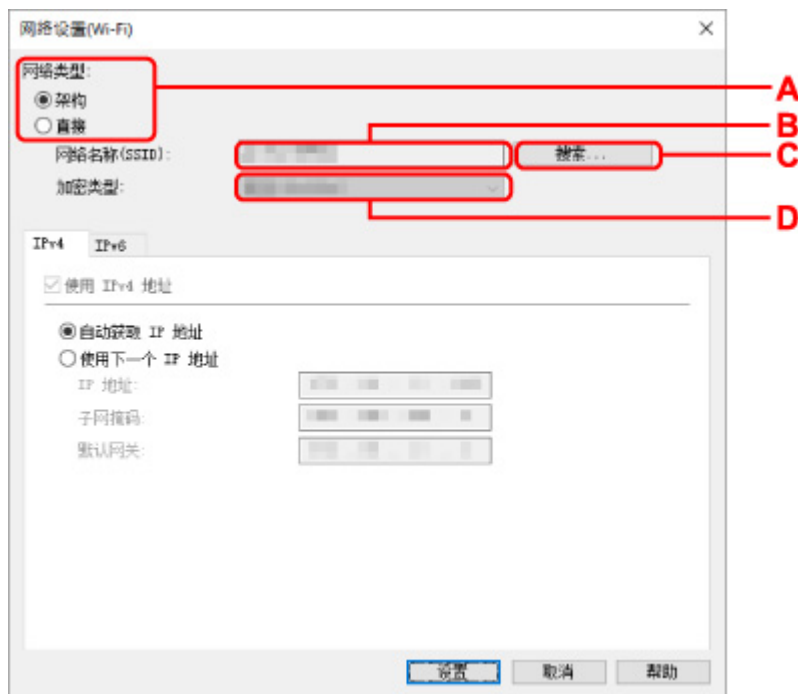 网络设置(Wi-Fi)
网络类型:
架构
直接
A
B
网络名称(SSID):
搜索...
C
加密类型:
D
IPv4 IPv6
使用 IPv4 地址
自动获取 IP 地址
使用下一个 IP 地址
IP 地址:
子网掩码:
默认网关:
设置 取消 帮助